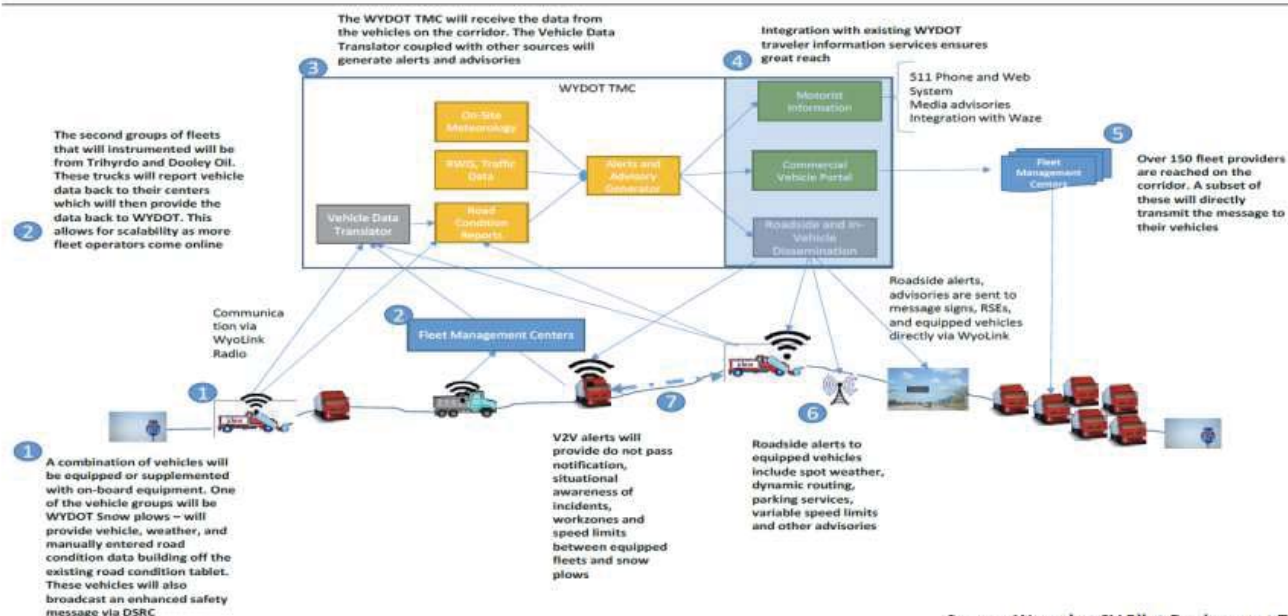 The WYDOT TMC will receive the data from
the vehicles on the corridor. The Vehicle Data
Translator coupled with other sources will
generate alerts and advisories
3
Integration with existing WYDOT
traveler information services ensures
great reach
4
WYDOT TMC
511 Phone and Web
System
Media advisories
Integration with Waze
On-Site
Meteorology
RWIS, Traffic
Data
Road
Condition
Reports
Vehicle Data
Translator
Alerts and
Advisory
Generator
Motorist
Information
Commercial
Vehicle Portal
Roadside and In-
Vehicle
Dissemination
Fleet
Management
Centers
5
Over 150 fleet providers
are reached on the
corridor. A subset of
these will directly
transmit the message to
their vehicles
The second groups of fleets
that will instrumented will be
from Trihyrdo and Dooley Oil.
These trucks will report vehicle
data back to their centers
which will then provide the
data back to WYDOT. This
allows for scalability as more
fleet operators come online
2
Communica
tion via
WyoLink
Radio
2
Fleet Management Centers
Roadside alerts,
advisories are sent to
message signs, RSEs,
and equipped vehicles
directly via WyoLink
1
7
6
1
A combination of vehicles will
be equipped or supplemented
with on-board equipment. One
of the vehicle groups will be
WYDOT Snow plows – will
provide vehicle, weather, and
manually entered road
condition data building off the
existing road condition tablet.
These vehicles will also
broadcast an enhanced safety
message via DSRC
V2V alerts will
provide do not pass
notification,
situational
awareness of
incidents,
workzones and
speed limits
between equipped
fleets and snow
plows
Roadside alerts to
equipped vehicles
include spot weather,
dynamic routing,
parking services,
variable speed limits
and other advisories